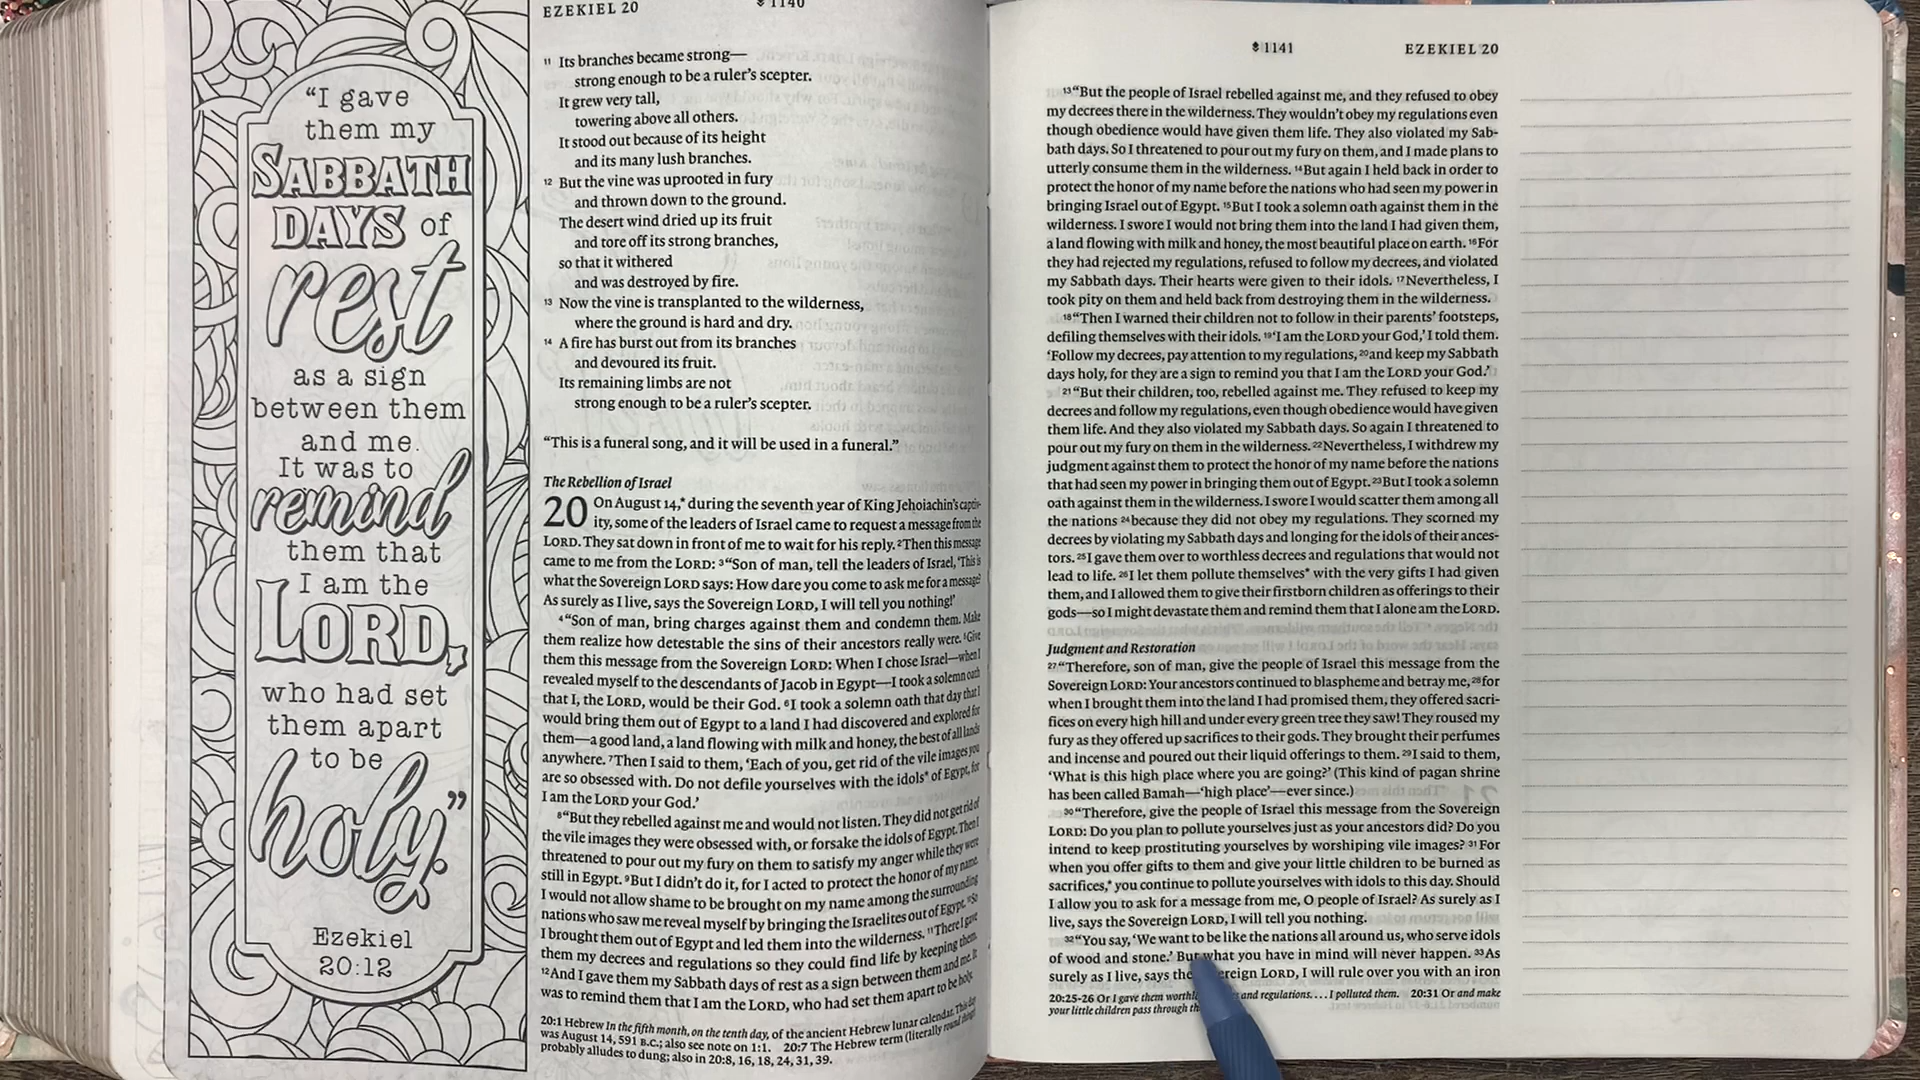 “I gave
them my
SABBATH
DAYS of
rest
as a sign
between them
and me.
It was to
remind
them that
I am the
LORD,
who had set
them apart
to be
holy.”
Ezekiel
20:12
EZEKIEL 20
1140
11 Its branches became strong—
strong enough to be a ruler’s scepter.
It grew very tall,
towering above all others.
It stood out because of its height
and its many lush branches.
12 But the vine was uprooted in fury
and thrown down to the ground.
The desert wind dried up its fruit
and tore off its strong branches,
so that it withered
and was destroyed by fire.
13 Now the vine is transplanted to the wilderness,
where the ground is hard and dry.
14 A fire has burst out from its branches
and devoured its fruit.
Its remaining limbs are not
strong enough to be a ruler’s scepter.
“This is a funeral song, and it will be used in a funeral.”
The Rebellion of Israel
20 On August 14,* during the seventh year of King Jehoiachin’s captiv-
ity, some of the leaders of Israel came to request a message from the
LORD. They sat down in front of me to wait for his reply. 2Then this message
came to me from the LORD: 3“Son of man, tell the leaders of Israel, ‘This is
what the Sovereign LORD says: How dare you come to ask me for a message?
As surely as I live, says the Sovereign LORD, I will tell you nothing!’
4“Son of man, bring charges against them and condemn them. Make
them realize how detestable the sins of their ancestors really were. 5Give
them this message from the Sovereign LORD: When I chose Israel—when I
revealed myself to the descendants of Jacob in Egypt—I took a solemn oath
that I, the LORD, would be their God. 6I took a solemn oath that day that I
would bring them out of Egypt to a land I had discovered and explored for
them—a good land, a land flowing with milk and honey, the best of all lands
anywhere. 7Then I said to them, ‘Each of you, get rid of the vile images you
are so obsessed with. Do not defile yourselves with the idols* of Egypt, for
I am the LORD your God.’
8“But they rebelled against me and would not listen. They did not get rid of
the vile images they were obsessed with, or forsake the idols of Egypt. Then I
threatened to pour out my fury on them to satisfy my anger while they were
still in Egypt. 9But I didn’t do it, for I acted to protect the honor of my name.
I would not allow shame to be brought on my name among the surrounding
nations who saw me reveal myself by bringing the Israelites out of Egypt. 10So
I brought them out of Egypt and led them into the wilderness. 11There I gave
them my decrees and regulations so they could find life by keeping them.
12And I gave them my Sabbath days of rest as a sign between them and me. It
was to remind them that I am the LORD, who had set them apart to be holy.
20:1 Hebrew In the fifth month, on the tenth day, of the ancient Hebrew lunar calendar. This day
was August 14, 591 B.C.; also see note on 1:1. 20:7 The Hebrew term (literally round things)
probably alludes to dung; also in 20:8, 16, 18, 24, 31, 39.
1141
EZEKIEL 20
13“But the people of Israel rebelled against me, and they refused to obey
my decrees there in the wilderness. They wouldn’t obey my regulations even
though obedience would have given them life. They also violated my Sab-
bath days. So I threatened to pour out my fury on them, and I made plans to
utterly consume them in the wilderness. 14But again I held back in order to
protect the honor of my name before the nations who had seen my power in
bringing Israel out of Egypt. 15But I took a solemn oath against them in the
wilderness. I swore I would not bring them into the land I had given them,
a land flowing with milk and honey, the most beautiful place on earth. 16For
they had rejected my regulations, refused to follow my decrees, and violated
my Sabbath days. Their hearts were given to their idols. 17Nevertheless, I
took pity on them and held back from destroying them in the wilderness.
18“Then I warned their children not to follow in their parents’ footsteps,
defiling themselves with their idols. 19‘I am the LORD your God,’ I told them.
‘Follow my decrees, pay attention to my regulations, 20and keep my Sabbath
days holy, for they are a sign to remind you that I am the LORD your God.’
21“But their children, too, rebelled against me. They refused to keep my
decrees and follow my regulations, even though obedience would have given
them life. And they also violated my Sabbath days. So again I threatened to
pour out my fury on them in the wilderness. 22Nevertheless, I withdrew my
judgment against them to protect the honor of my name before the nations
that had seen my power in bringing them out of Egypt. 23But I took a solemn
oath against them in the wilderness. I swore I would scatter them among all
the nations 24because they did not obey my regulations. They scorned my
decrees by violating my Sabbath days and longing for the idols of their ances-
tors. 25I gave them over to worthless decrees and regulations that would not
lead to life. 26I let them pollute themselves* with the very gifts I had given
them, and I allowed them to give their firstborn children as offerings to their
gods—so I might devastate them and remind them that I alone am the LORD.
Judgment and Restoration
27“Therefore, son of man, give the people of Israel this message from the
Sovereign LORD: Your ancestors continued to blaspheme and betray me, 28for
when I brought them into the land I had promised them, they offered sacri-
fices on every high hill and under every green tree they saw! They roused my
fury as they offered up sacrifices to their gods. They brought their perfumes
and incense and poured out their liquid offerings to them. 29I said to them,
‘What is this high place where you are going?’ (This kind of pagan shrine
has been called Bamah—‘high place’—ever since.)
30“Therefore, give the people of Israel this message from the Sovereign
LORD: Do you plan to pollute yourselves just as your ancestors did? Do you
intend to keep prostituting yourselves by worshiping vile images? 31For
when you offer gifts to them and give your little children to be burned as
sacrifices,* you continue to pollute yourselves with idols to this day. Should
I allow you to ask for a message from me, O people of Israel? As surely as I
live, says the Sovereign LORD, I will tell you nothing.
32“You say, ‘We want to be like the nations all around us, who serve idols
of wood and stone.’ But what you have in mind will never happen. 33As
surely as I live, says the Sovereign LORD, I will rule over you with an iron
20:25-26 Or I gave them and regulations. . . . I polluted them. 20:31 Or and make
your little children pass through